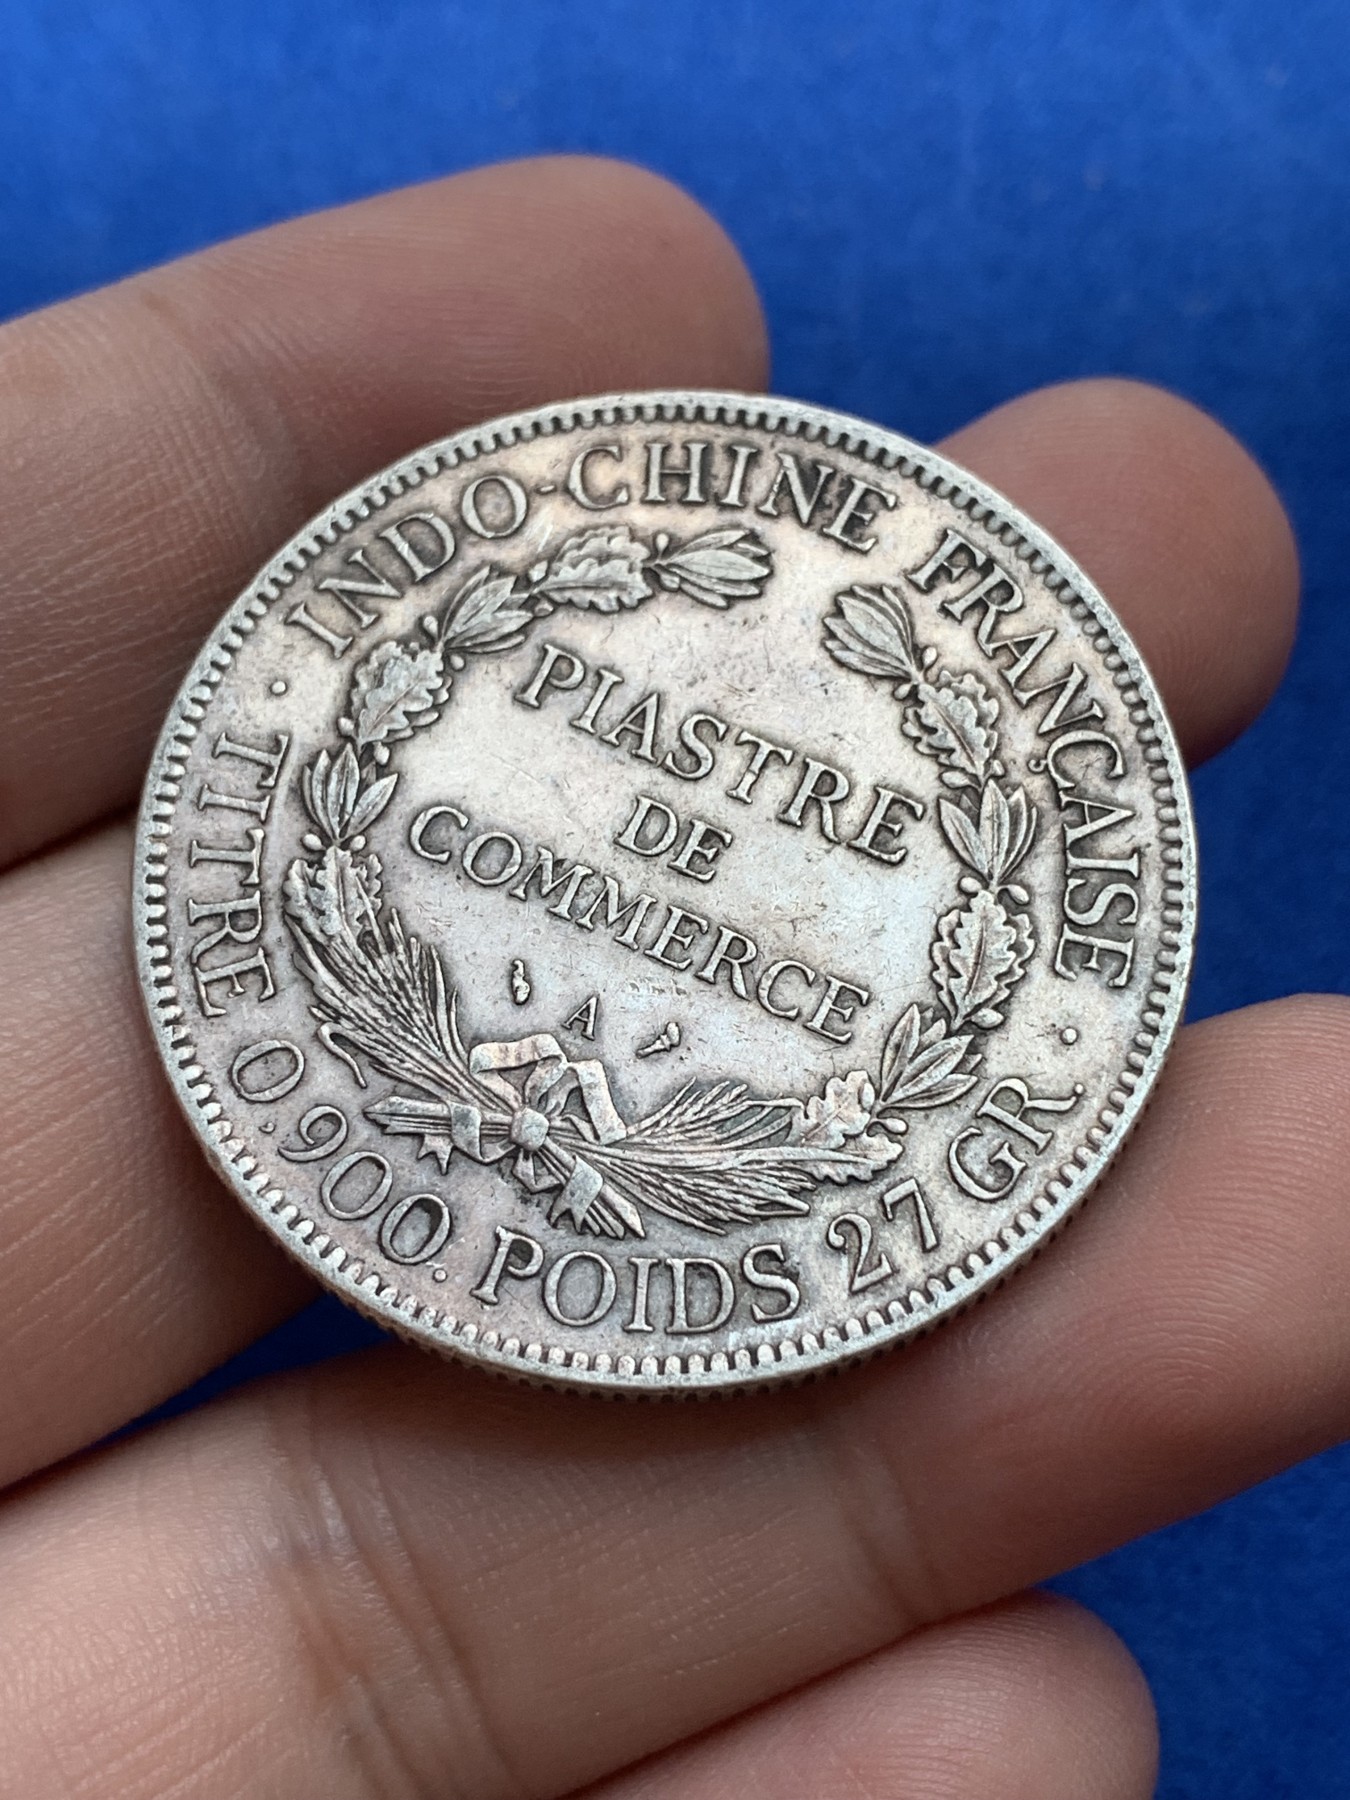 INDO-CHINE FRANÇAISE
PIASTRE
DE
COMMERCE
A
· TITRE 0,900. POIDS 27 GR. ·